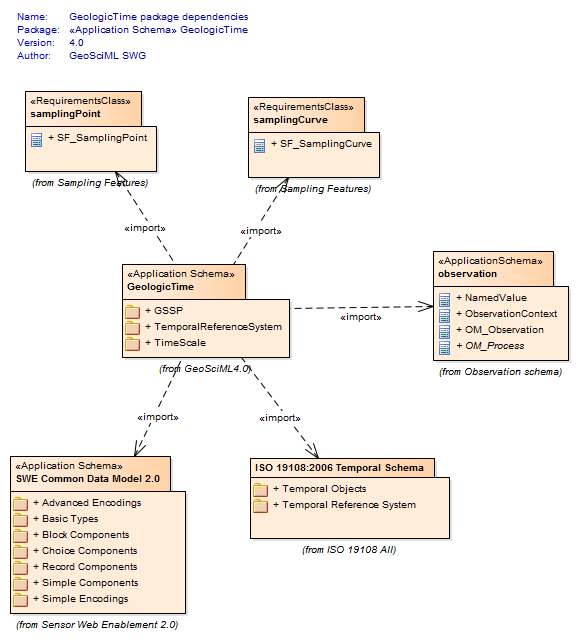 Name: GeologicTime package dependencies
Package: «Application Schema» GeologicTime
Version: 4.0
Author: GeoSciML SWG
«RequirementsClass»
samplingPoint
+ SF_SamplingPoint
(from Sampling Features)
«RequirementsClass»
samplingCurve
+ SF_SamplingCurve
(from Sampling Features)
«import»
«import»
«Application Schema»
GeologicTime
+ GSSP
+ TemporalReferenceSystem
+ TimeScale
(from GeoSciML4.0)
«import»
«ApplicationSchema»
observation
+ NamedValue
+ ObservationContext
+ OM_Observation
+ OM_Process
(from Observation schema)
«import»
«import»
«Application Schema»
SWE Common Data Model 2.0
+ Advanced Encodings
+ Basic Types
+ Block Components
+ Choice Components
+ Record Components
+ Simple Components
+ Simple Encodings
(from Sensor Web Enablement 2.0)
ISO 19108:2006 Temporal Schema
+ Temporal Objects
+ Temporal Reference System
(from ISO 19108 All)